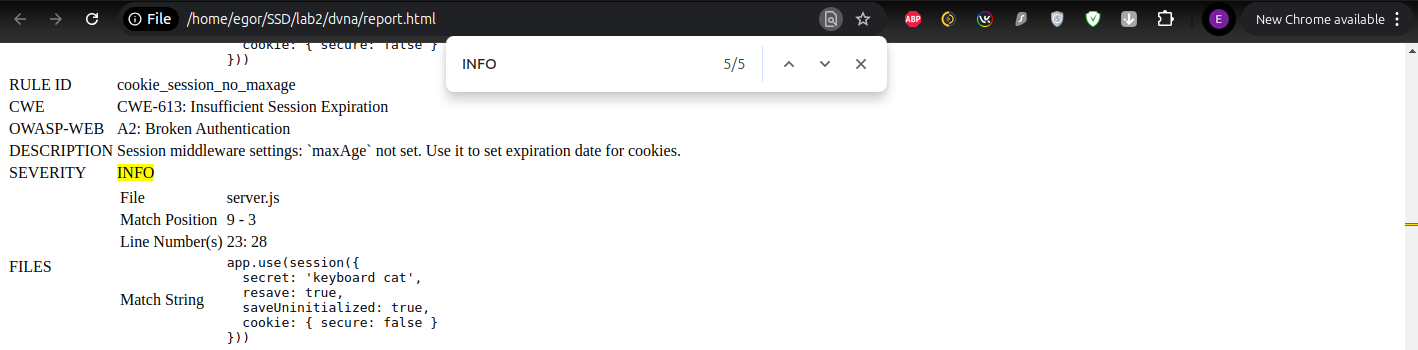 File /home/egor/SSD/lab2/dvna/report.html ABP E New Chrome available
INFO 5/5
cookie: { secure: false }
}))
RULE ID cookie_session_no_maxage
CWE CWE-613: Insufficient Session Expiration
OWASP-WEB A2: Broken Authentication
DESCRIPTION Session middleware settings: `maxAge` not set. Use it to set expiration date for cookies.
SEVERITY INFO
File server.js
Match Position 9 - 3
Line Number(s) 23: 28
FILES
Match String
app.use(session({
  secret: 'keyboard cat',
  resave: true,
  saveUninitialized: true,
  cookie: { secure: false }
}))